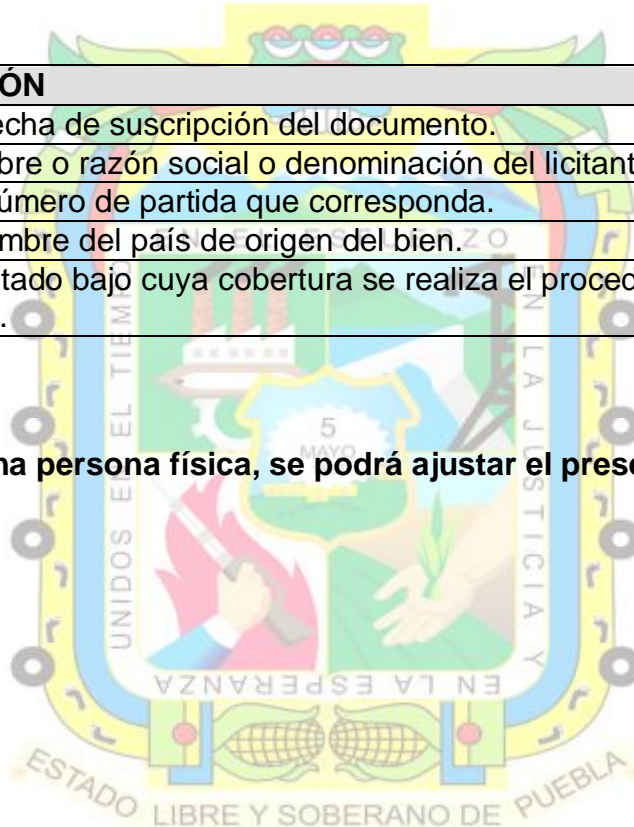 ÓN
echa de suscripción del documento.
bre o razón social o denominación del licitant
úmero de partida que corresponda.
mbre del país de origen del bien.
tado bajo cuya cobertura se realiza el proced
.
na persona física, se podrá ajustar el prese
UNIDOS EN EL TIEMPO
EN EL ESFUERZO
EN LA JUSTICIA Y
EN LA ESPERANZA
5
MAYO
ESTADO LIBRE Y SOBERANO DE PUEBLA